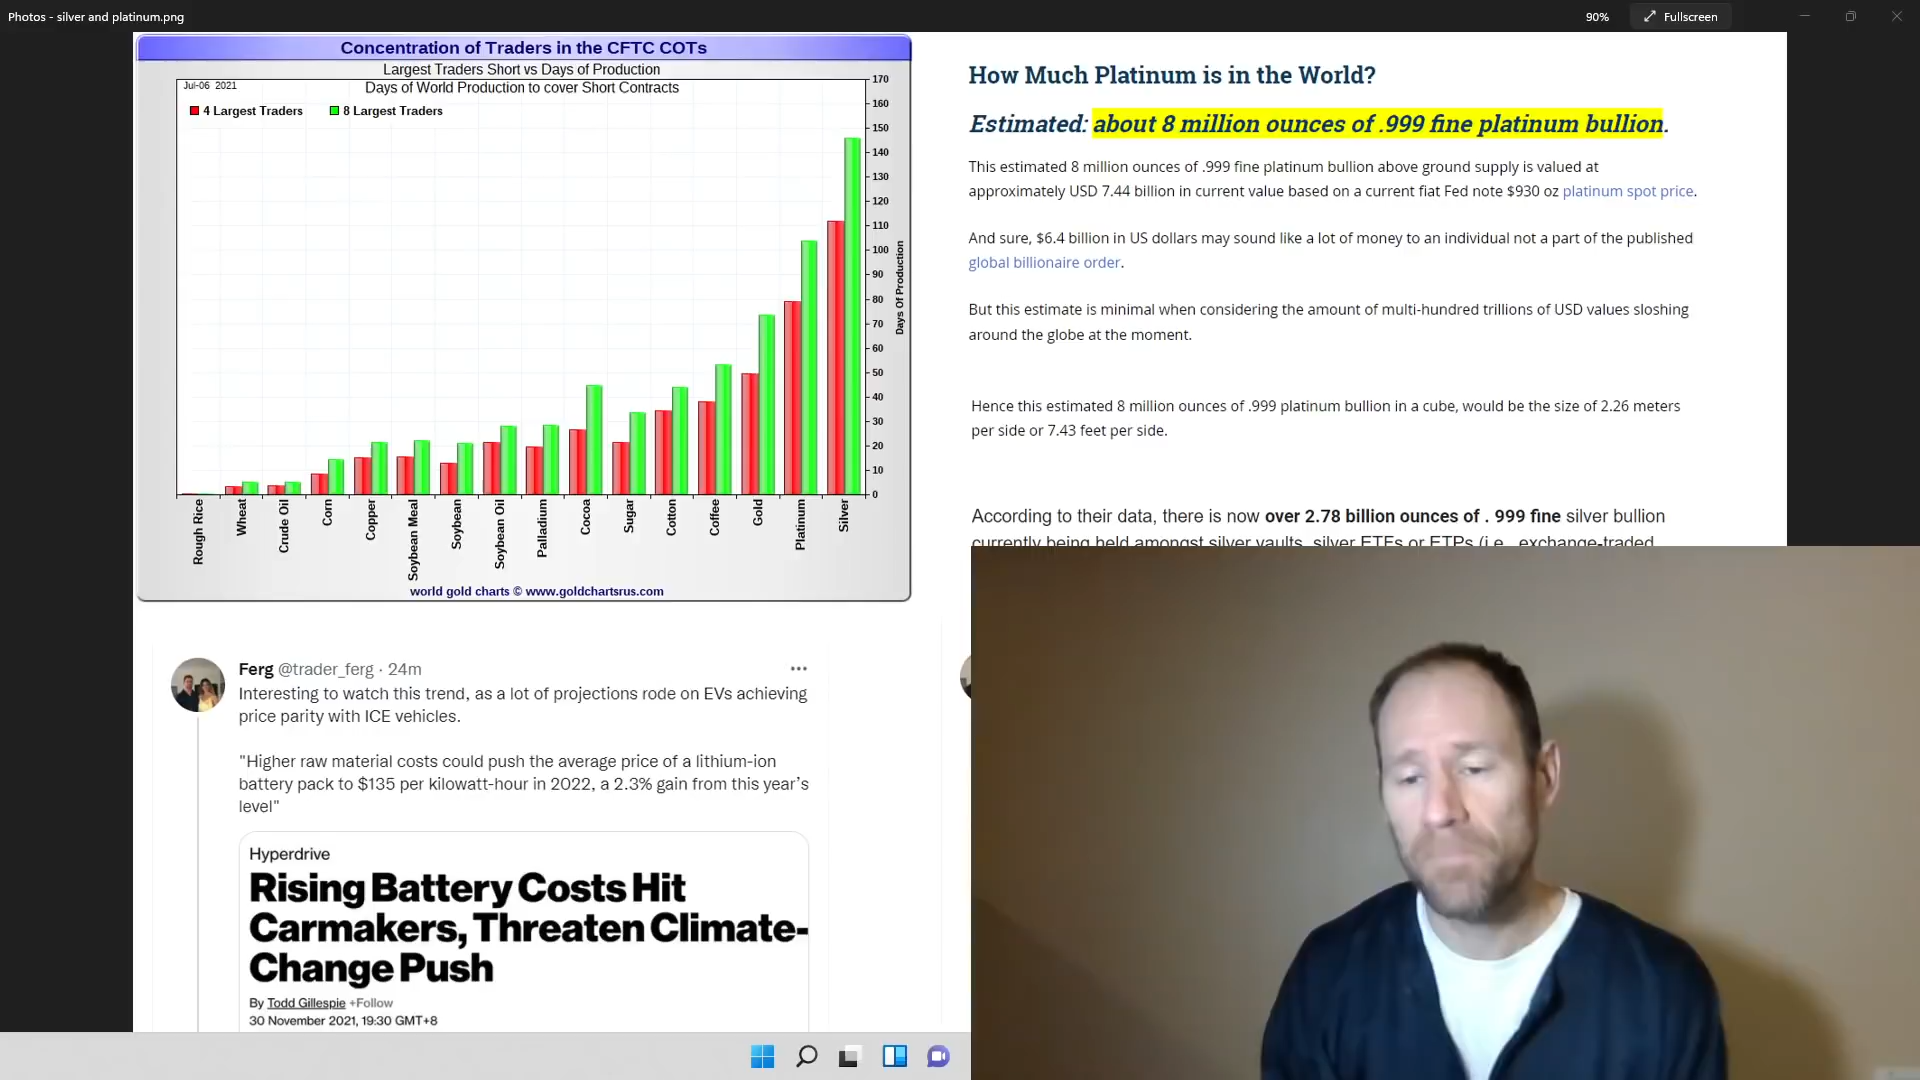 Photos - silver and platinum.png
90%
Fullscreen
Concentration of Traders in the CFTC COTs
Largest Traders Short vs Days of Production
Jul-06 2021
Days of World Production to cover Short Contracts
4 Largest Traders
8 Largest Traders
170
160
150
140
130
120
110
100
90
80
70
60
50
40
30
20
10
0
Days Of Production
Rough Rice
Wheat
Crude Oil
Corn
Copper
Soybean Meal
Soybean
Soybean Oil
Palladium
Cocoa
Sugar
Cotton
Coffee
Gold
Platinum
Silver
world gold charts © www.goldchartsrus.com
How Much Platinum is in the World?
Estimated: about 8 million ounces of .999 fine platinum bullion.
This estimated 8 million ounces of .999 fine platinum bullion above ground supply is valued at
approximately USD 7.44 billion in current value based on a current fiat Fed note $930 oz platinum spot price.
And sure, $6.4 billion in US dollars may sound like a lot of money to an individual not a part of the published
global billionaire order.
But this estimate is minimal when considering the amount of multi-hundred trillions of USD values sloshing
around the globe at the moment.
Hence this estimated 8 million ounces of .999 platinum bullion in a cube, would be the size of 2.26 meters
per side or 7.43 feet per side.
According to their data, there is now over 2.78 billion ounces of . 999 fine silver bullion
currently being held amongst silver vaults, silver ETFs or ETPs (i.e., exchange-traded
Ferg @trader_ferg · 24m
Interesting to watch this trend, as a lot of projections rode on EVs achieving
price parity with ICE vehicles.
"Higher raw material costs could push the average price of a lithium-ion
battery pack to $135 per kilowatt-hour in 2022, a 2.3% gain from this year's
level"
Hyperdrive
Rising Battery Costs Hit
Carmakers, Threaten Climate-
Change Push
By Todd Gillespie +Follow
30 November 2021, 19:30 GMT+8